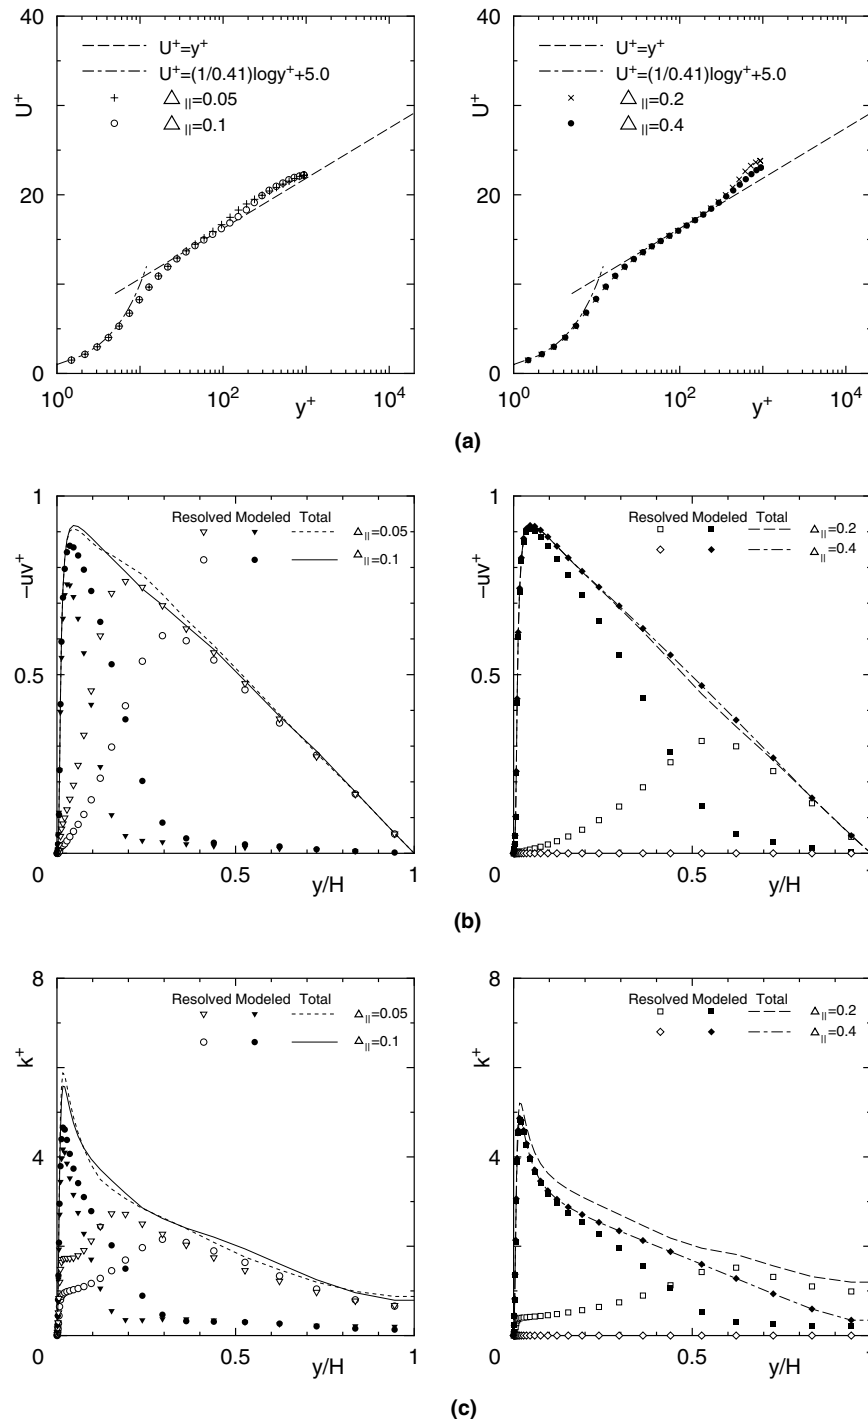 40
U⁺
20
0
10⁰
10²
10⁴
y⁺
U⁺=y⁺
U⁺=(1/0.41)logy⁺+5.0
△||=0.05
△||=0.1
40
U⁺
20
0
10⁰
10²
10⁴
y⁺
U⁺=y⁺
U⁺=(1/0.41)logy⁺+5.0
△||=0.2
△||=0.4
(a)
1
−uv⁺
0.5
0
0.5
1
y/H
Resolved Modeled Total
△||=0.05
△||=0.1
1
−uv⁺
0.5
0
0.5
1
y/H
Resolved Modeled Total
△||=0.2
△||=0.4
(b)
8
k⁺
4
0
0.5
1
y/H
Resolved Modeled Total
△||=0.05
△||=0.1
8
k⁺
4
0
0.5
1
y/H
Resolved Modeled Total
△||=0.2
△||=0.4
(c)